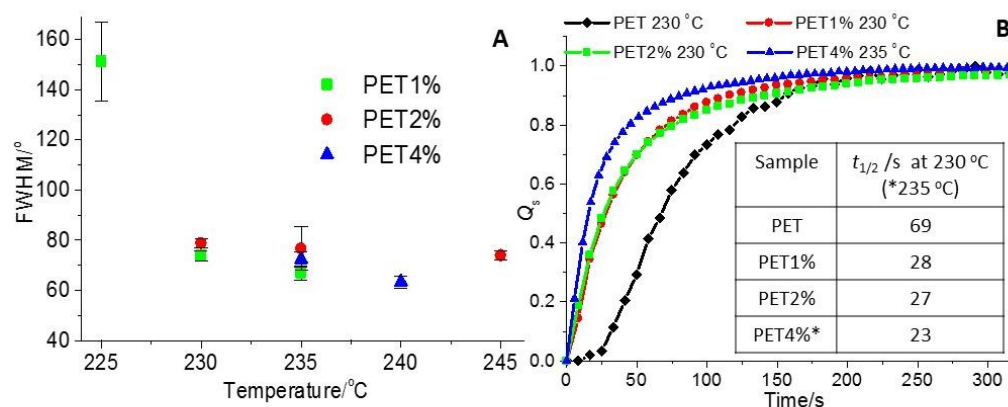 A
160
140
120
100
80
60
40
FWHM/°
225
230
235
240
245
Temperature/°C
PET1%
PET2%
PET4%
PET 230 °C
PET1% 230 °C
PET2% 230 °C
PET4% 235 °C
B
1.0
0.8
0.6
0.4
0.2
0.0
Qs
0
50
100
150
200
250
300
Time/s
Sample t1/2 /s at 230 °C
(*235 °C)
PET 69
PET1% 28
PET2% 27
PET4%* 23